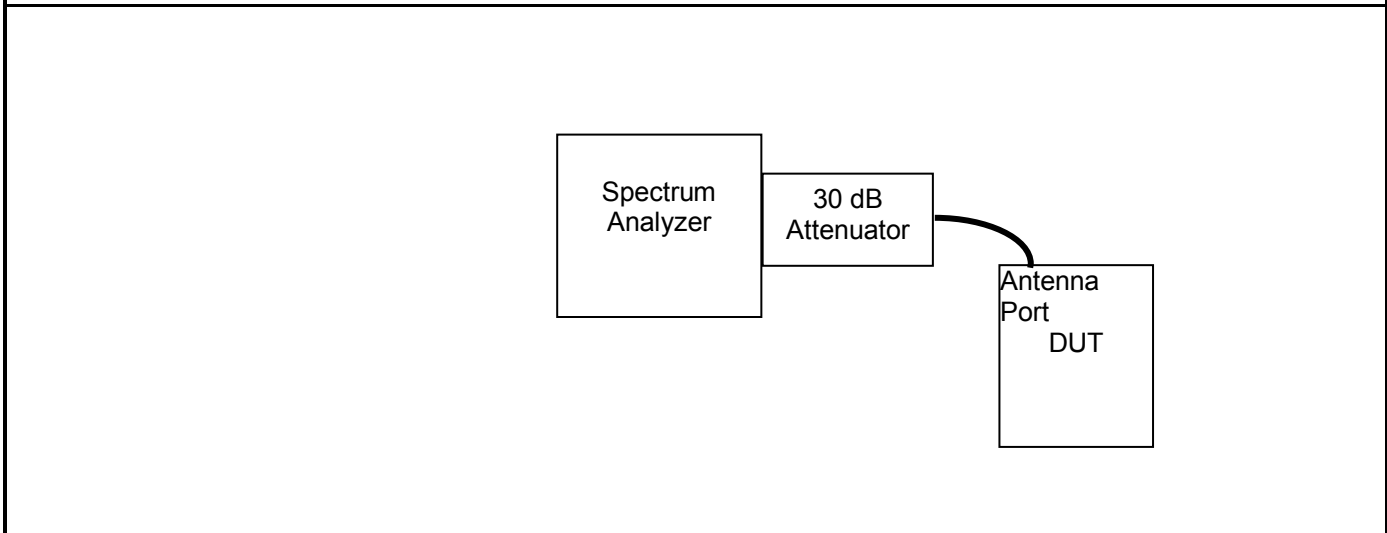 Spectrum
Analyzer
30 dB
Attenuator
Antenna
Port
DUT